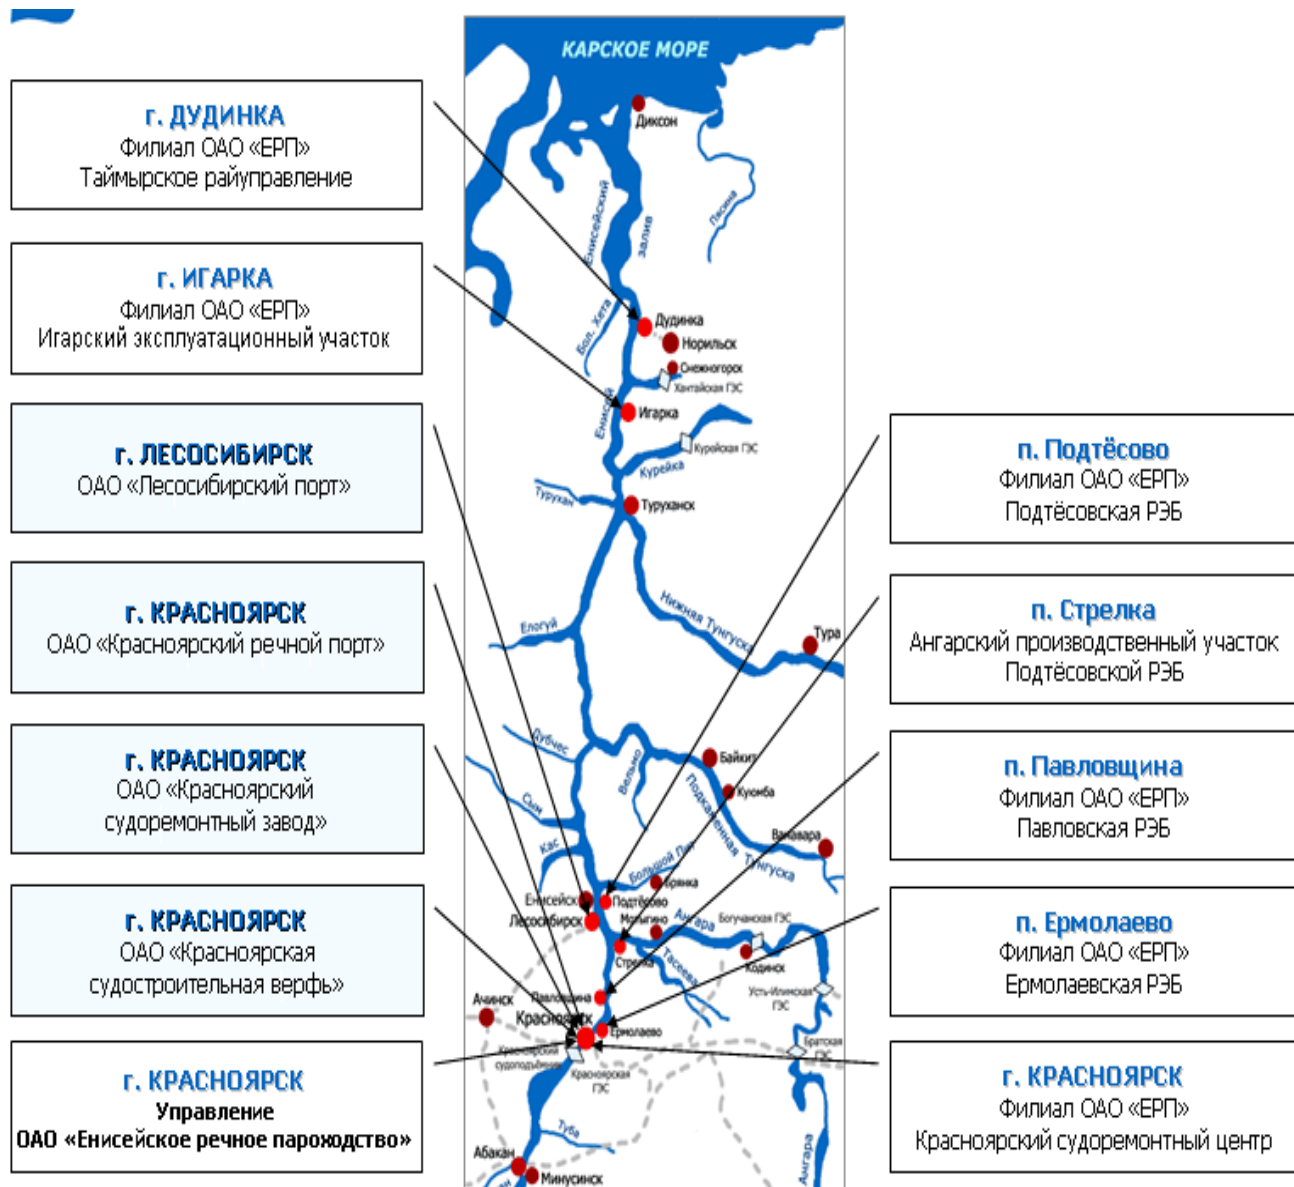 г. ДУДИНКА
Филиал ОАО «ЕРП»
Таймырское райуправление
г. ИГАРКА
Филиал ОАО «ЕРП»
Игарский эксплуатационный участок
г. ЛЕСОСИБИРСК
ОАО «Лесосибирский порт»
г. КРАСНОЯРСК
ОАО «Красноярский речной порт»
г. КРАСНОЯРСК
ОАО «Красноярский
судоремонтный завод»
г. КРАСНОЯРСК
ОАО «Красноярская
судостроительная верфь»
г. КРАСНОЯРСК
Управление
ОАО «Енисейское речное пароходство»
КАРСКОЕ МОРЕ
Диксон
Пясина
Енисейский
залив
Бол. Хета
Дудинка
Норильск
Снежногорск
Хантайская ГЭС
Енисей
Игарка
Курейская ГЭС
Курейка
Турухан
Туруханск
Нижняя Тунгуска
Тура
Елогуй
Дубчес
Вельмо
Байкит
Куюмба
Подкаменная Тунгуска
Ванавара
Сым
Кас
Большой Пит
Брянка
Енисейск
Подтёсово
Лесосибирск
Мотыгино
Ангара
Богучанская ГЭС
Стрелка
Тасеева
Кодинск
Усть-Илимская
ГЭС
Павловщина
Ачинск
Красноярск
Ермолаево
Братская
ГЭС
Красноярский
судоподъёмник
Красноярская
ГЭС
Туба
Абакан
Минусинск
Ангара
п. Подтёсово
Филиал ОАО «ЕРП»
Подтёсовская РЭБ
п. Стрелка
Ангарский производственный участок
Подтёсовской РЭБ
п. Павловщина
Филиал ОАО «ЕРП»
Павловская РЭБ
п. Ермолаево
Филиал ОАО «ЕРП»
Ермолаевская РЭБ
г. КРАСНОЯРСК
Филиал ОАО «ЕРП»
Красноярский судоремонтный центр